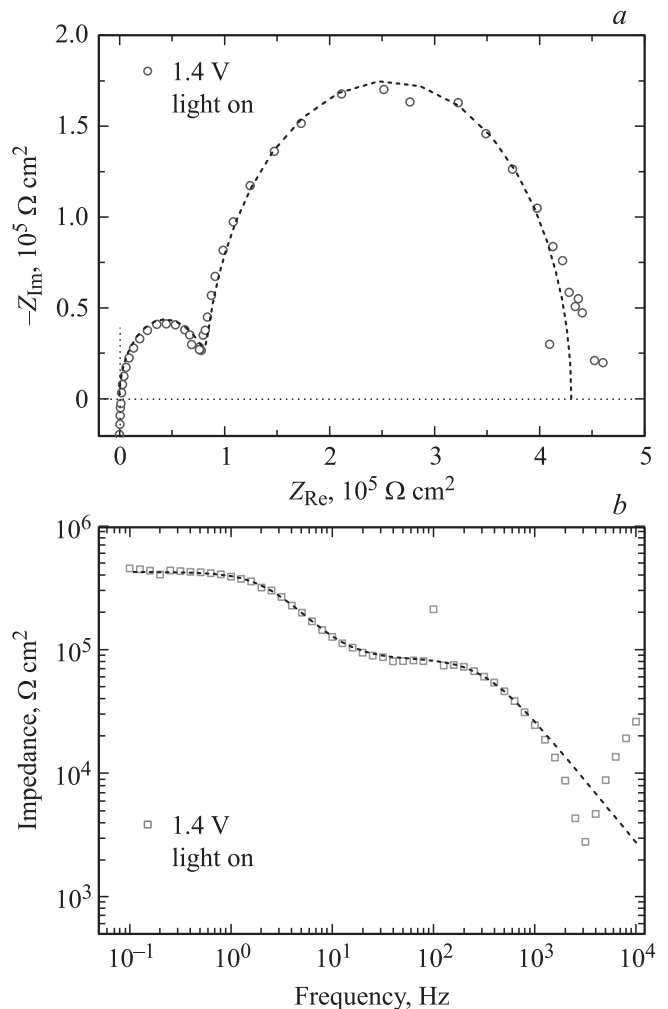 a
2.0
1.4 V
light on
1.5
1.0
0.5
0
–Z_Im, 10^5 Ω cm^2
0 1 2 3 4 5
Z_Re, 10^5 Ω cm^2
b
10^6
10^5
10^4
10^3
Impedance, Ω cm^2
1.4 V
light on
10^–1 10^0 10^1 10^2 10^3 10^4
Frequency, Hz